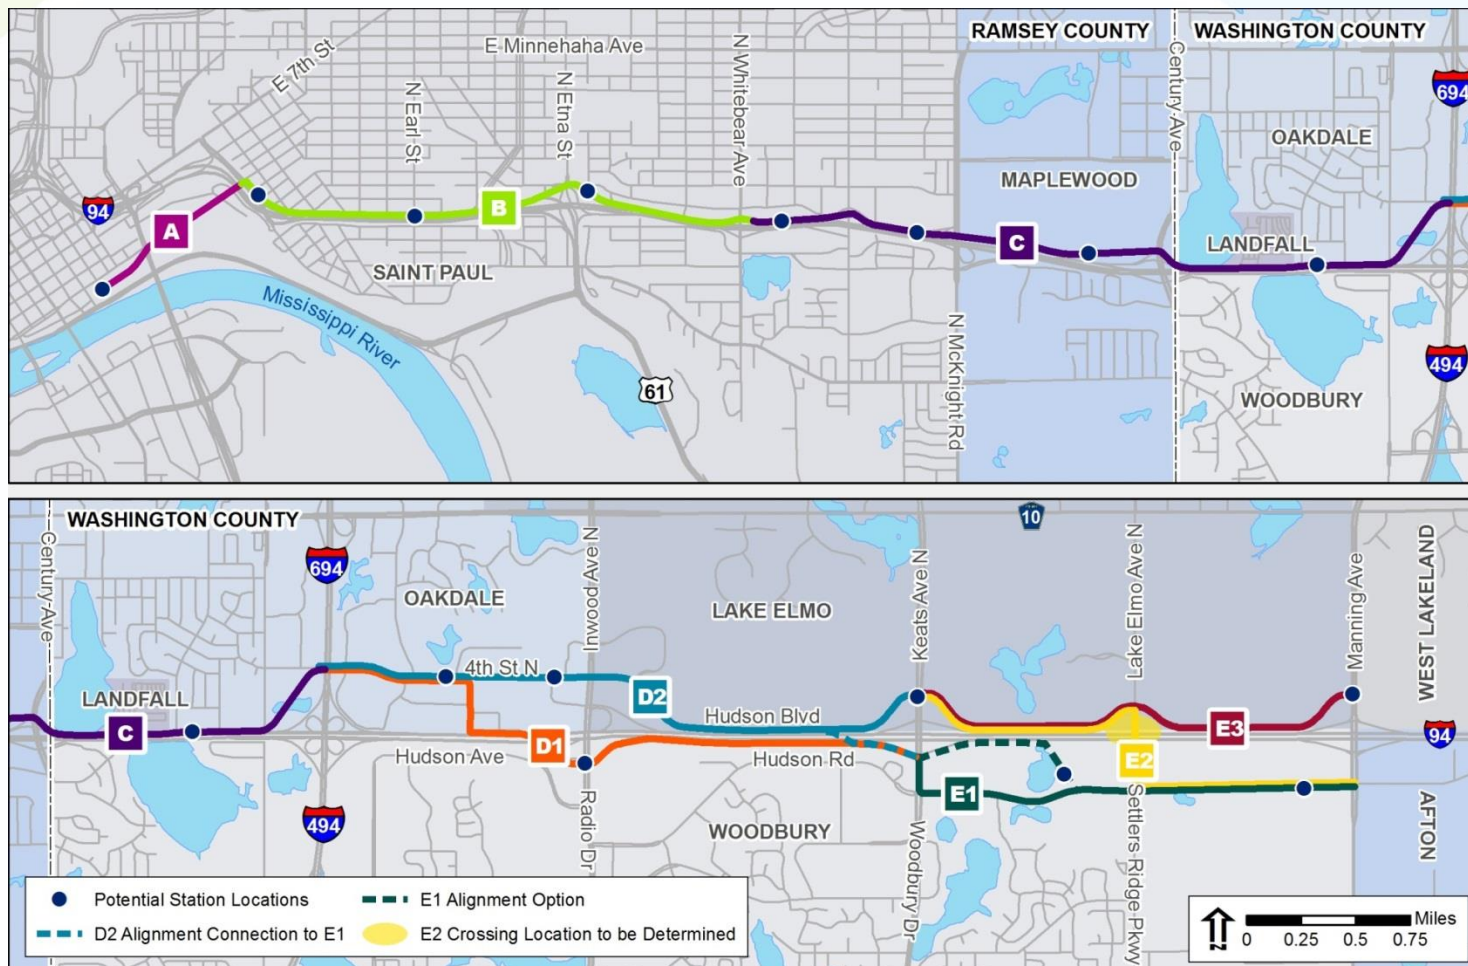 RAMSEY COUNTY
WASHINGTON COUNTY
E Minnehaha Ave
E 7th St
N Earl St
N Etna St
N Whitebear Ave
Century Ave
694
OAKDALE
MAPLEWOOD
94
A
B
C
LANDFALL
SAINT PAUL
Mississippi River
61
N McKnight Rd
494
WOODBURY
WASHINGTON COUNTY
Century Ave
694
OAKDALE
Inwood Ave N
LAKE ELMO
Keats Ave N
10
Lake Elmo Ave N
Manning Ave
WEST LAKELAND
4th St N
LANDFALL
D2
Hudson Blvd
C
Hudson Ave
D1
Hudson Rd
E3
E2
94
E1
494
Radio Dr
WOODBURY
Woodbury Dr
Settlers Ridge Pkwy
AFTON
Potential Station Locations
E1 Alignment Option
D2 Alignment Connection to E1
E2 Crossing Location to be Determined
N
Miles
0 0.25 0.5 0.75